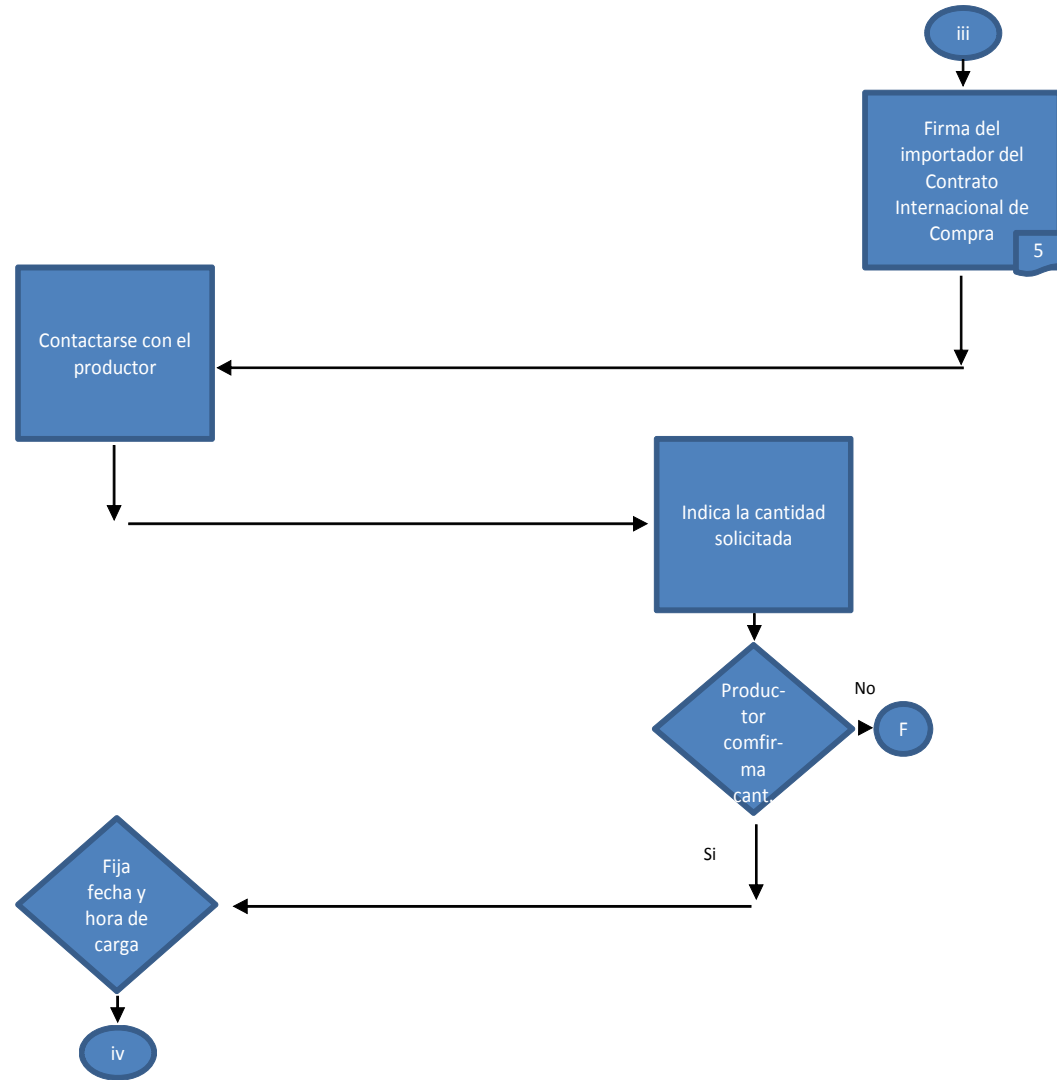 iii
Firma del
importador del
Contrato
Internacional de
Compra
5
Contactarse con el
productor
Indica la cantidad
solicitada
Produc-
tor
comfir-
ma
cant.
No
F
Si
Fija
fecha y
hora de
carga
iv